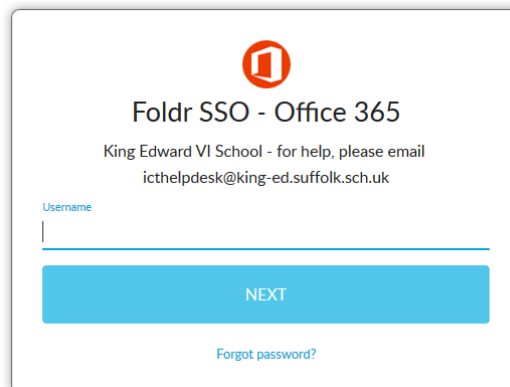 Foldr SSO - Office 365
King Edward VI School - for help, please email
icthelpdesk@king-ed.suffolk.sch.uk
Username
NEXT
Forgot password?